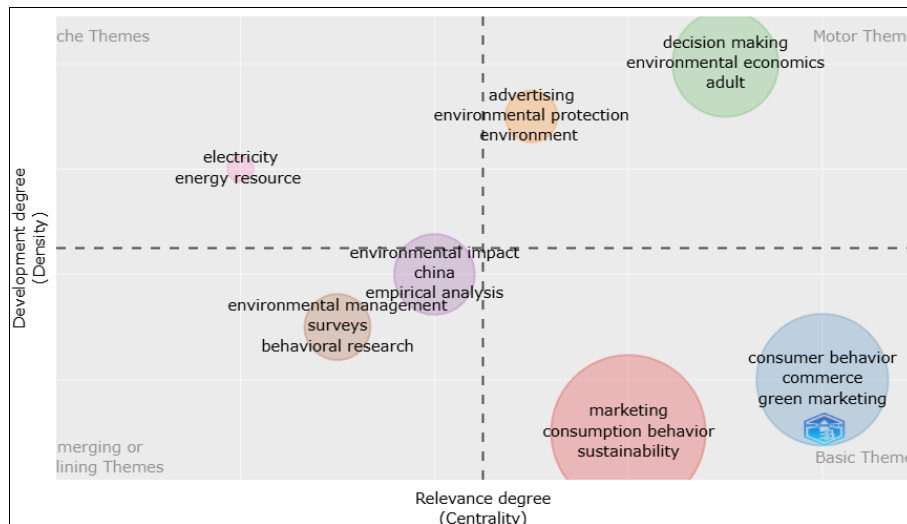 che Themes
Motor Theme
decision making
environmental economics
adult
advertising
environmental protection
environment
electricity
energy resource
Development degree
(Density)
environmental impact
china
empirical analysis
environmental management
surveys
behavioral research
consumer behavior
commerce
green marketing
marketing
consumption behavior
sustainability
merging or
lining Themes
Basic Theme
Relevance degree
(Centrality)